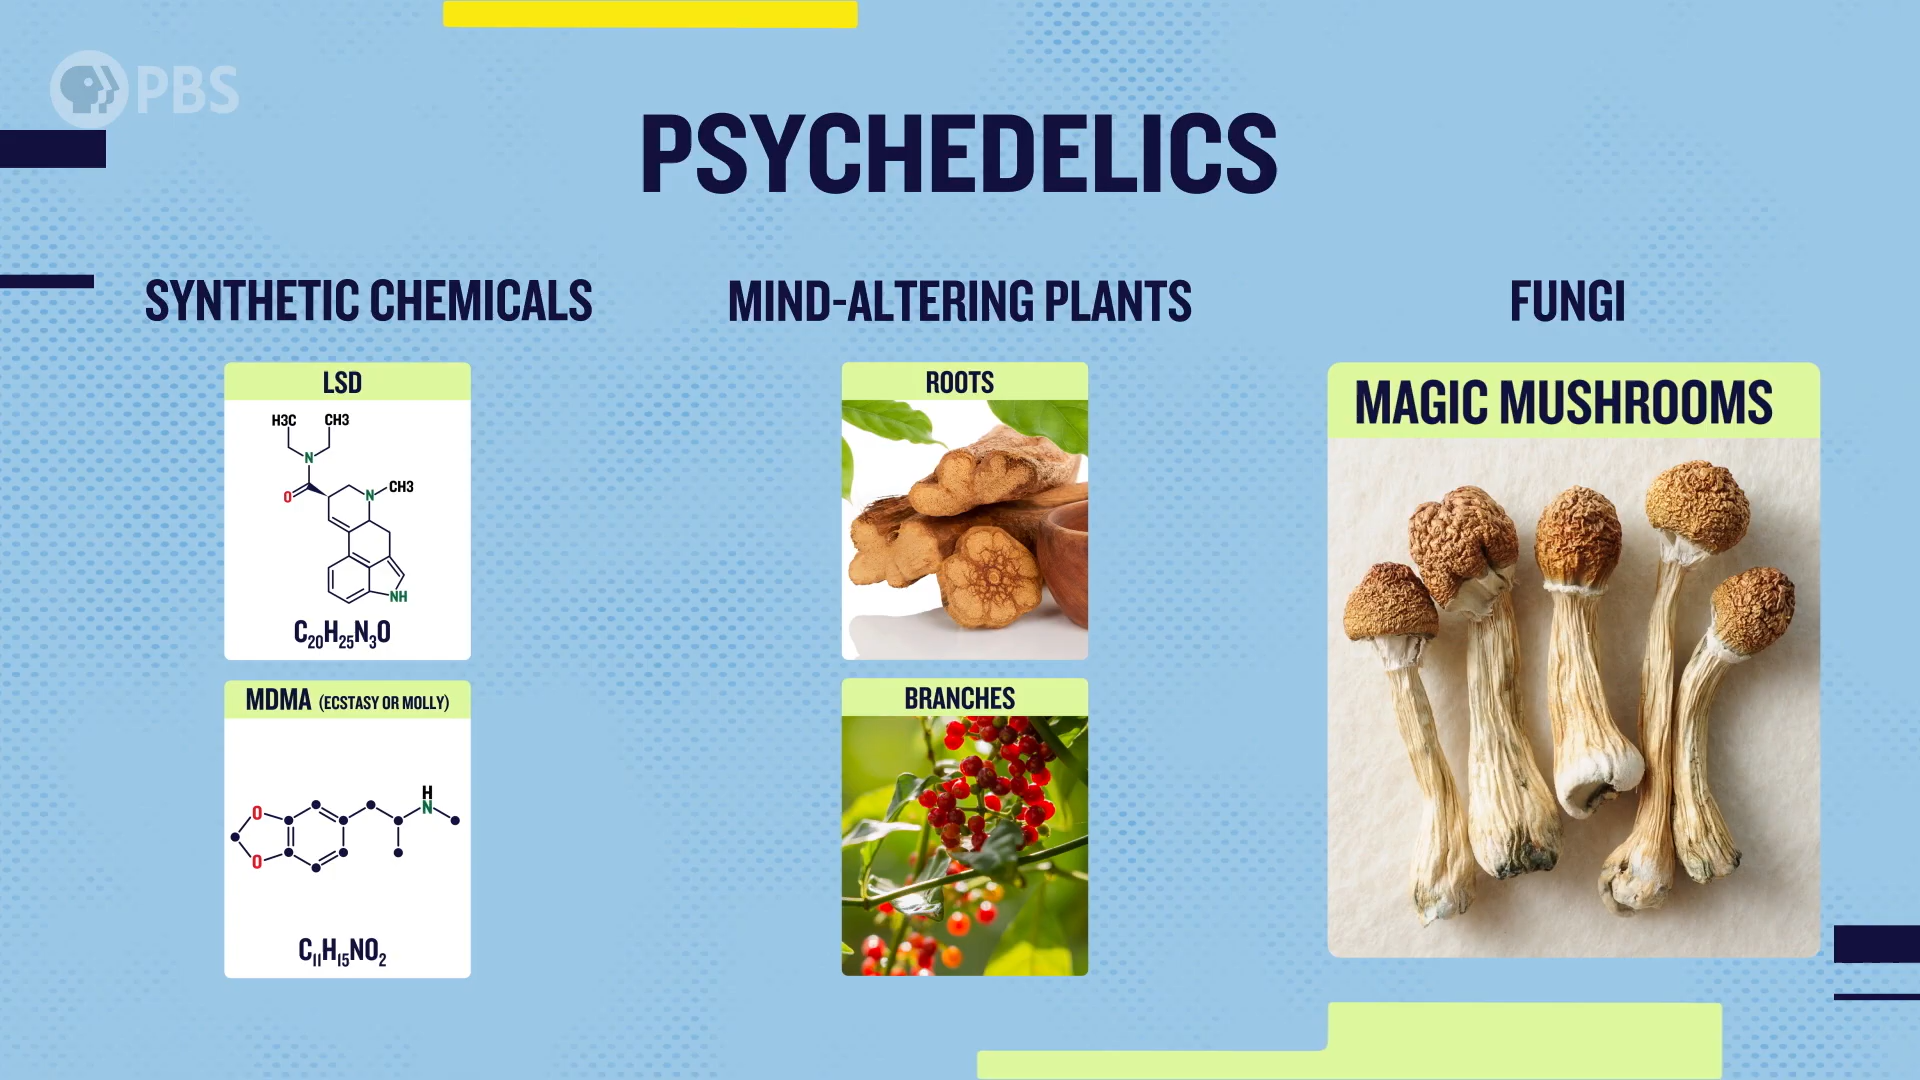 PBS
PSYCHEDELICS
SYNTHETIC CHEMICALS
LSD
H3C CH3
N
O N CH3
NH
C20H25N3O
MDMA (ECSTASY OR MOLLY)
H
O N
O
C11H15NO2
MIND-ALTERING PLANTS
ROOTS
BRANCHES
FUNGI
MAGIC MUSHROOMS